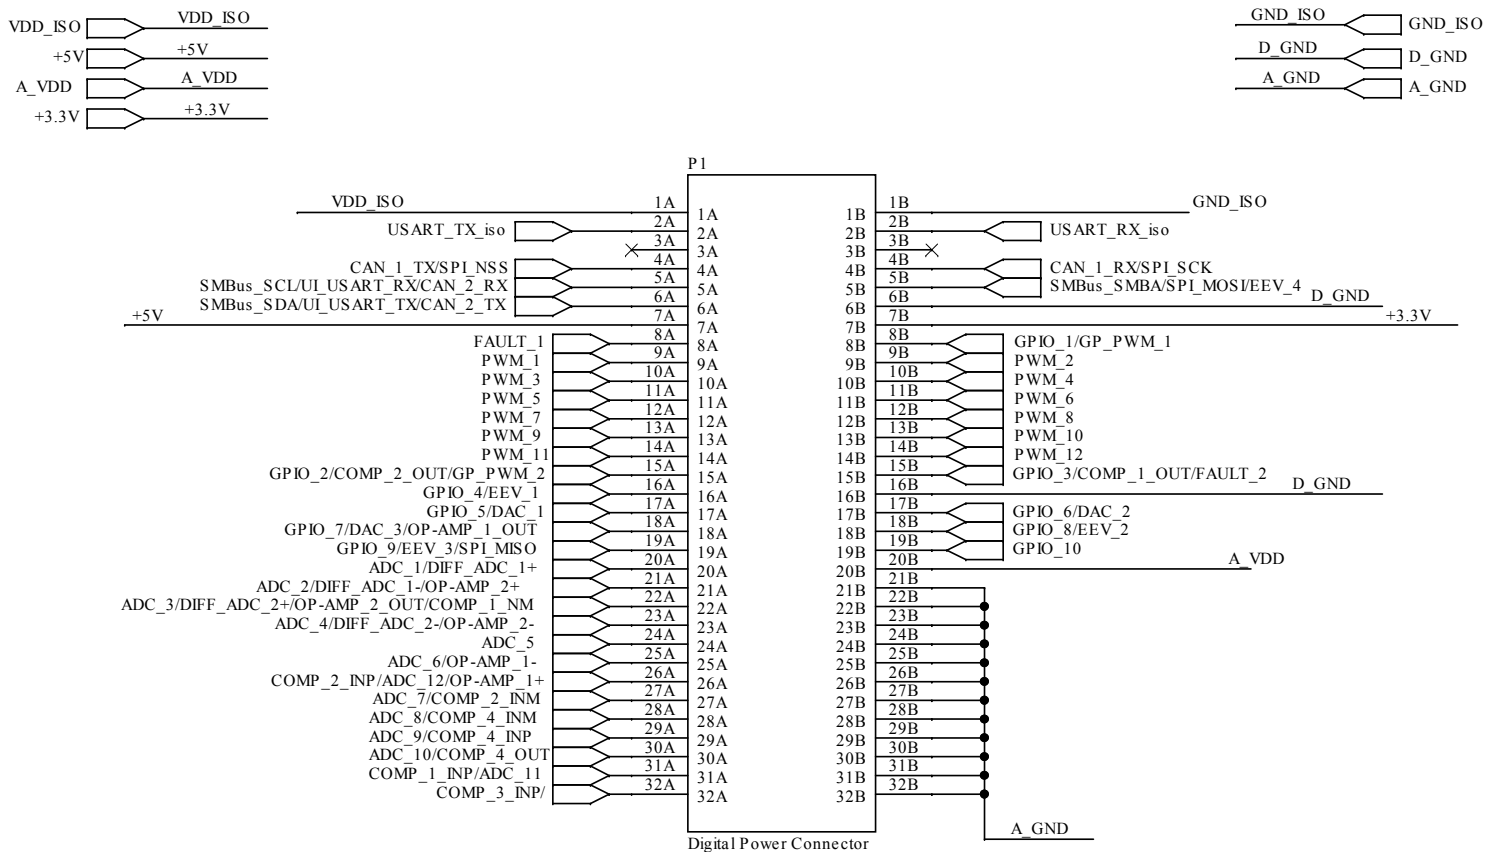 VDD_ISO VDD_ISO GND_ISO GND_ISO
+5V +5V D_GND D_GND
A_VDD A_VDD A_GND A_GND
+3.3V +3.3V
P1
VDD_ISO 1A 1A 1B 1B GND_ISO
USART_TX_iso 2A 2A 2B 2B USART_RX_iso
3A 3A 3B 3B
CAN_1_TX/SPI_NSS 4A 4A 4B 4B CAN_1_RX/SPI_SCK
SMBus_SCL/UI_USART_RX/CAN_2_RX 5A 5A 5B 5B SMBus_SMBA/SPI_MOSI/EEV_4
SMBus_SDA/UI_USART_TX/CAN_2_TX 6A 6A 6B 6B D_GND
+5V 7A 7A 7B 7B +3.3V
FAULT_1 8A 8A 8B 8B GPIO_1/GP_PWM_1
PWM_1 9A 9A 9B 9B PWM_2
PWM_3 10A 10A 10B 10B PWM_4
PWM_5 11A 11A 11B 11B PWM_6
PWM_7 12A 12A 12B 12B PWM_8
PWM_9 13A 13A 13B 13B PWM_10
PWM_11 14A 14A 14B 14B PWM_12
GPIO_2/COMP_2_OUT/GP_PWM_2 15A 15A 15B 15B GPIO_3/COMP_1_OUT/FAULT_2
GPIO_4/EEV_1 16A 16A 16B 16B D_GND
GPIO_5/DAC_1 17A 17A 17B 17B GPIO_6/DAC_2
GPIO_7/DAC_3/OP-AMP_1_OUT 18A 18A 18B 18B GPIO_8/EEV_2
GPIO_9/EEV_3/SPI_MISO 19A 19A 19B 19B GPIO_10
ADC_1/DIFF_ADC_1+ 20A 20A 20B 20B A_VDD
ADC_2/DIFF_ADC_1-/OP-AMP_2+ 21A 21A 21B 21B
ADC_3/DIFF_ADC_2+/OP-AMP_2_OUT/COMP_1_NM 22A 22A 22B 22B
ADC_4/DIFF_ADC_2-/OP-AMP_2- 23A 23A 23B 23B
ADC_5 24A 24A 24B 24B
ADC_6/OP-AMP_1- 25A 25A 25B 25B
COMP_2_INP/ADC_12/OP-AMP_1+ 26A 26A 26B 26B
ADC_7/COMP_2_INM 27A 27A 27B 27B
ADC_8/COMP_4_INM 28A 28A 28B 28B
ADC_9/COMP_4_INP 29A 29A 29B 29B
ADC_10/COMP_4_OUT 30A 30A 30B 30B
COMP_1_INP/ADC_11 31A 31A 31B 31B
COMP_3_INP/ 32A 32A 32B 32B
A_GND
Digital Power Connector